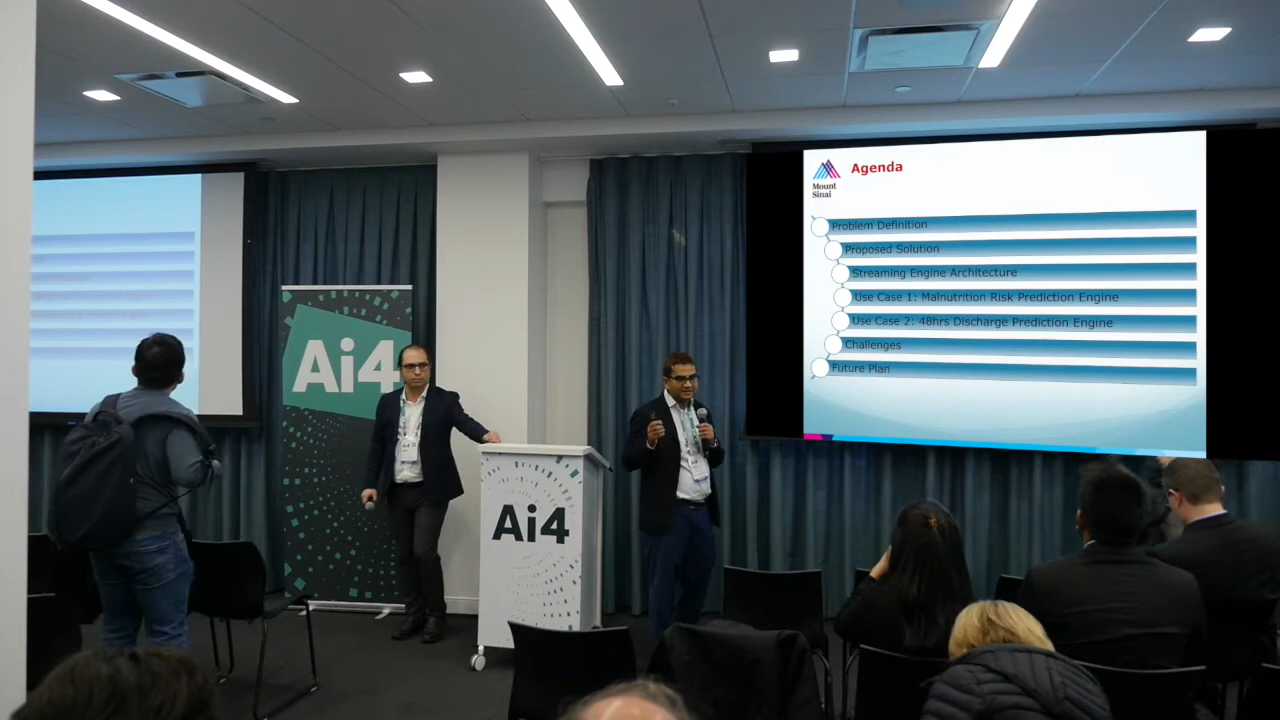 Ai4
Ai4
Mount
Sinai
Agenda
Problem Definition
Proposed Solution
Streaming Engine Architecture
Use Case 1: Malnutrition Risk Prediction Engine
Use Case 2: 48hrs Discharge Prediction Engine
Challenges
Future Plan